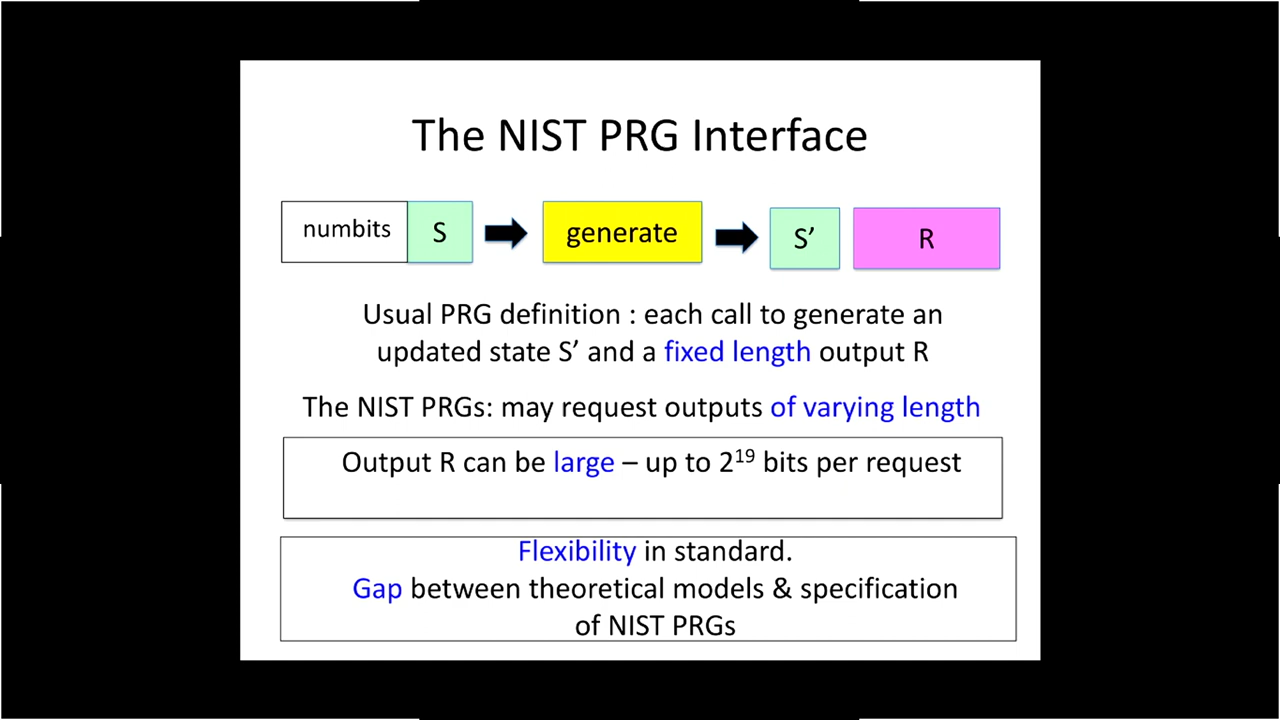 The NIST PRG Interface
numbits S generate S’ R
Usual PRG definition : each call to generate an
updated state S’ and a fixed length output R
The NIST PRGs: may request outputs of varying length
Output R can be large – up to 2¹⁹ bits per request
Flexibility in standard.
Gap between theoretical models & specification
of NIST PRGs